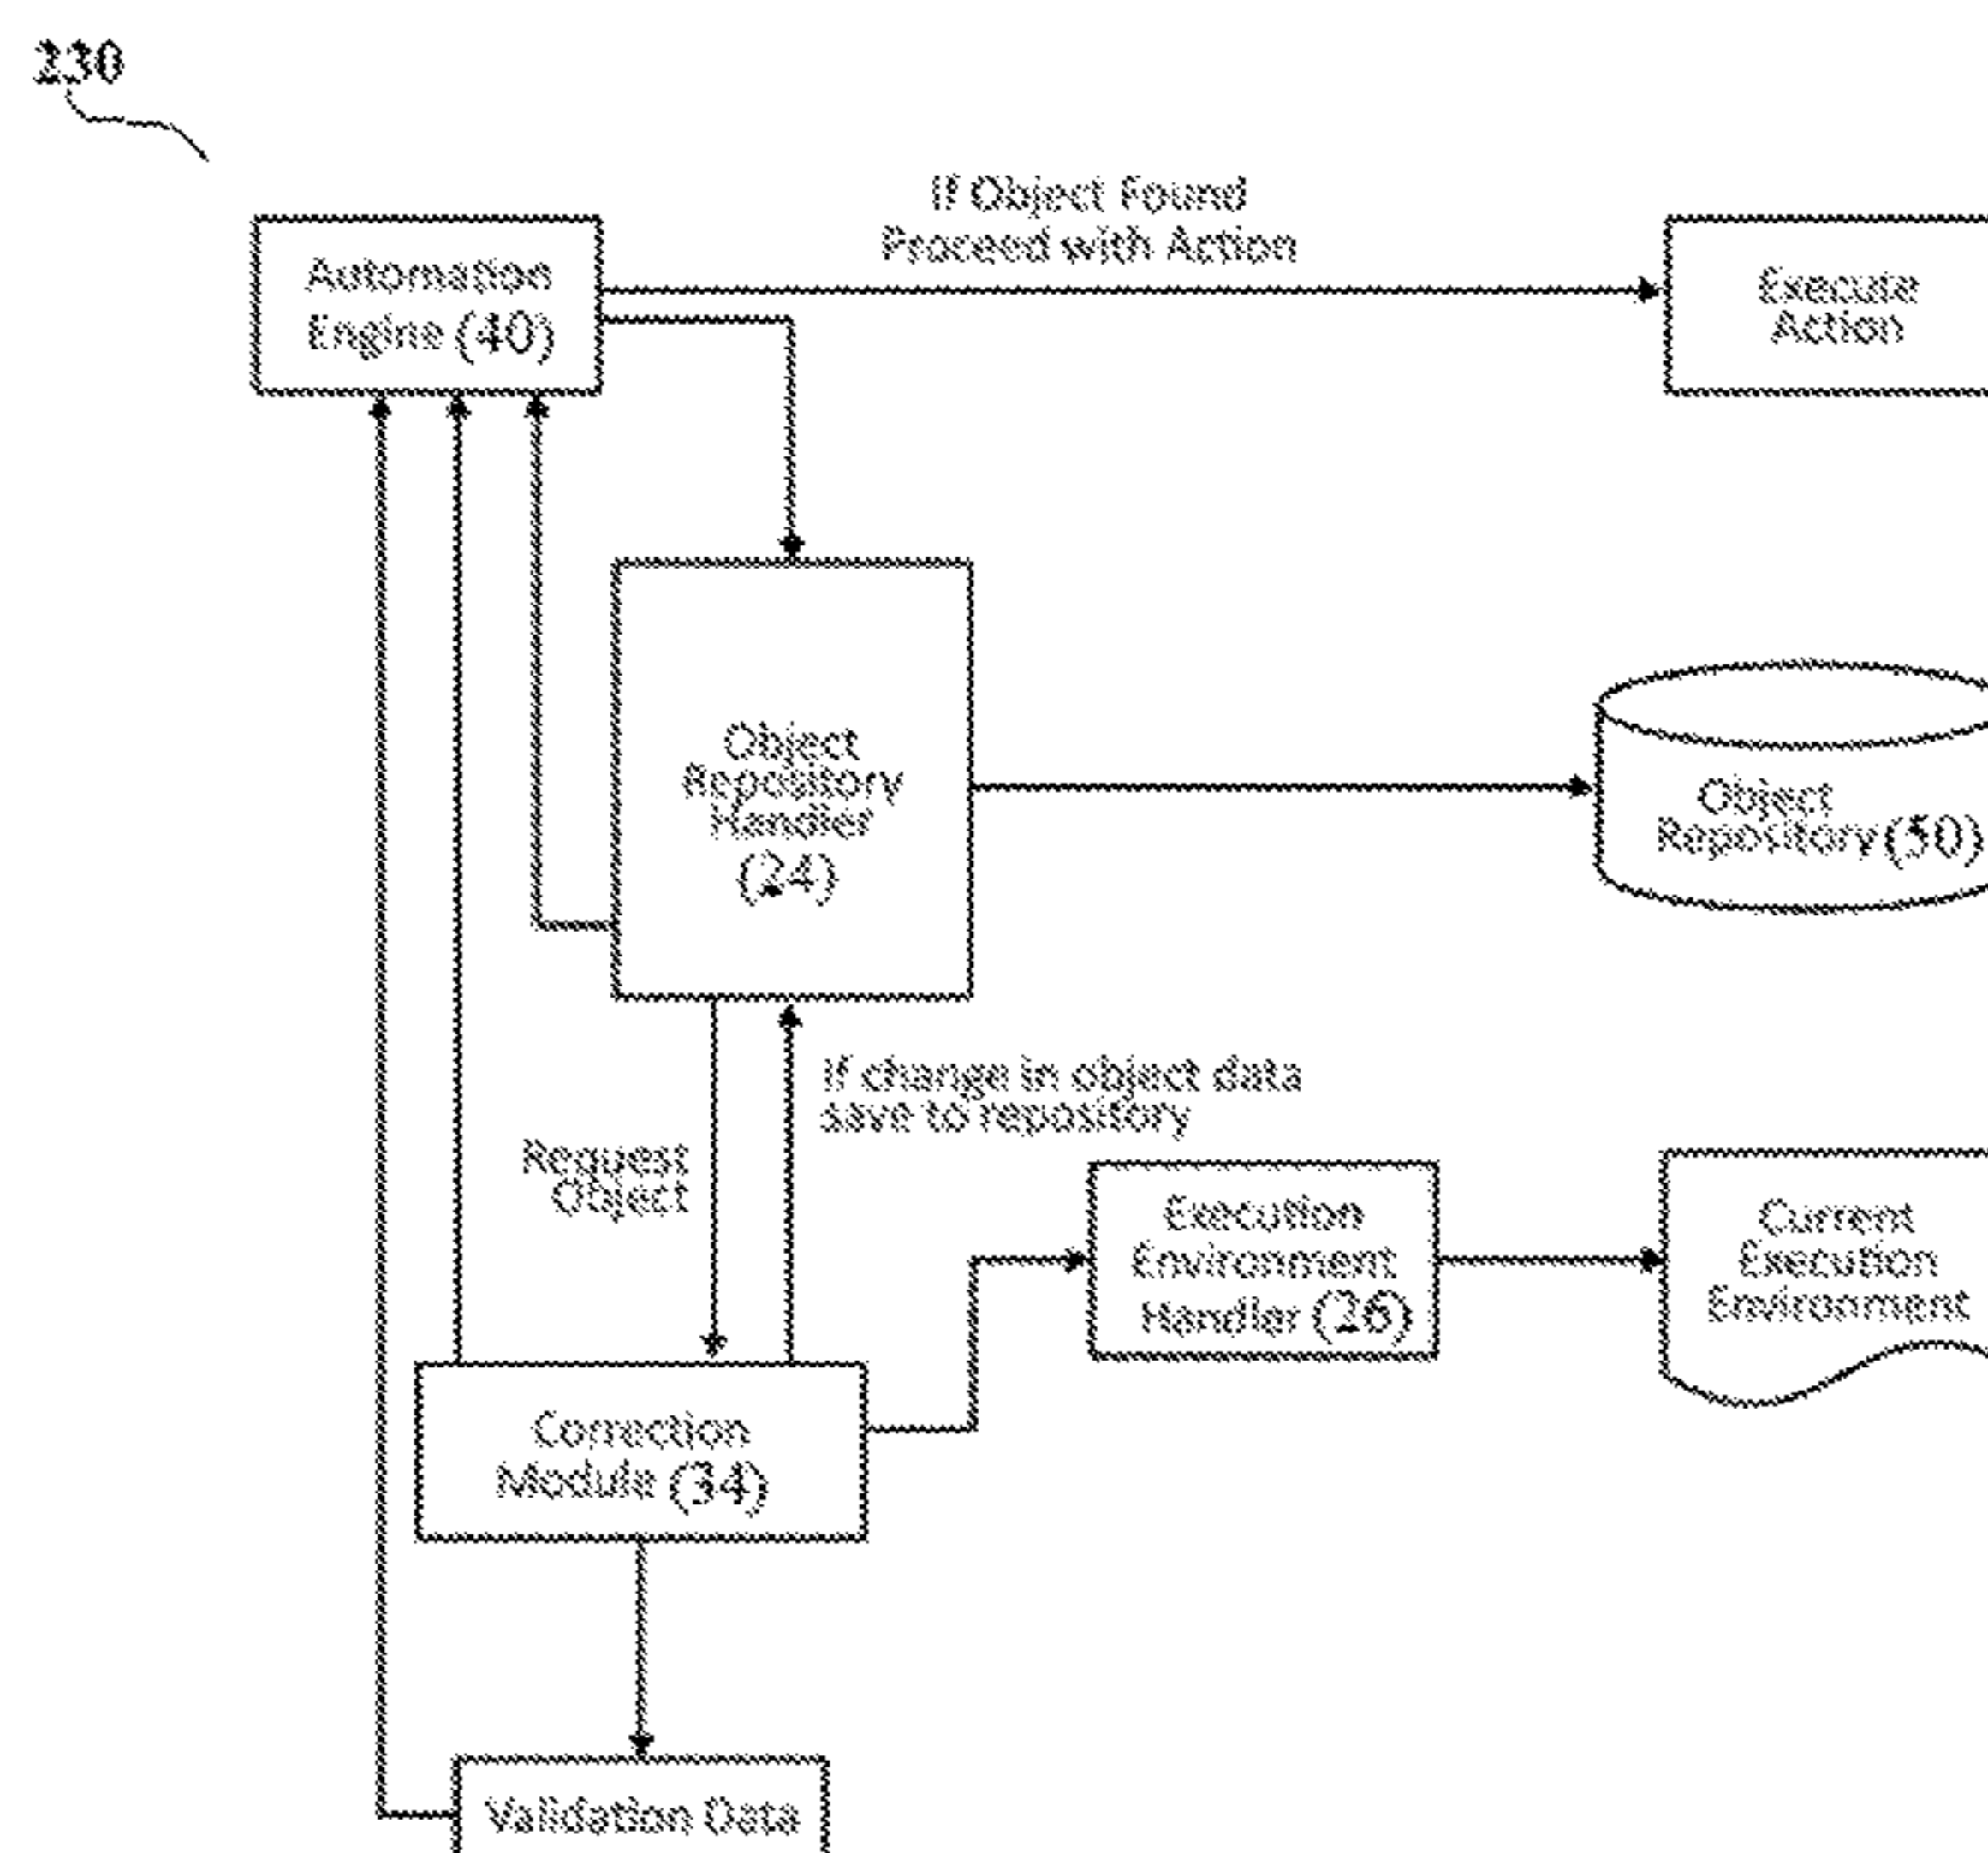 230
If Object Found
Proceed with Action
Automation
Engine (40)
Execute
Action
Object
Repository
Handler
(24)
Object
Repository (50)
If change in object data
save to repository
Request
Object
Execution
Environment
Handler (26)
Current
Execution
Environment
Correction
Module (34)
Validation Data